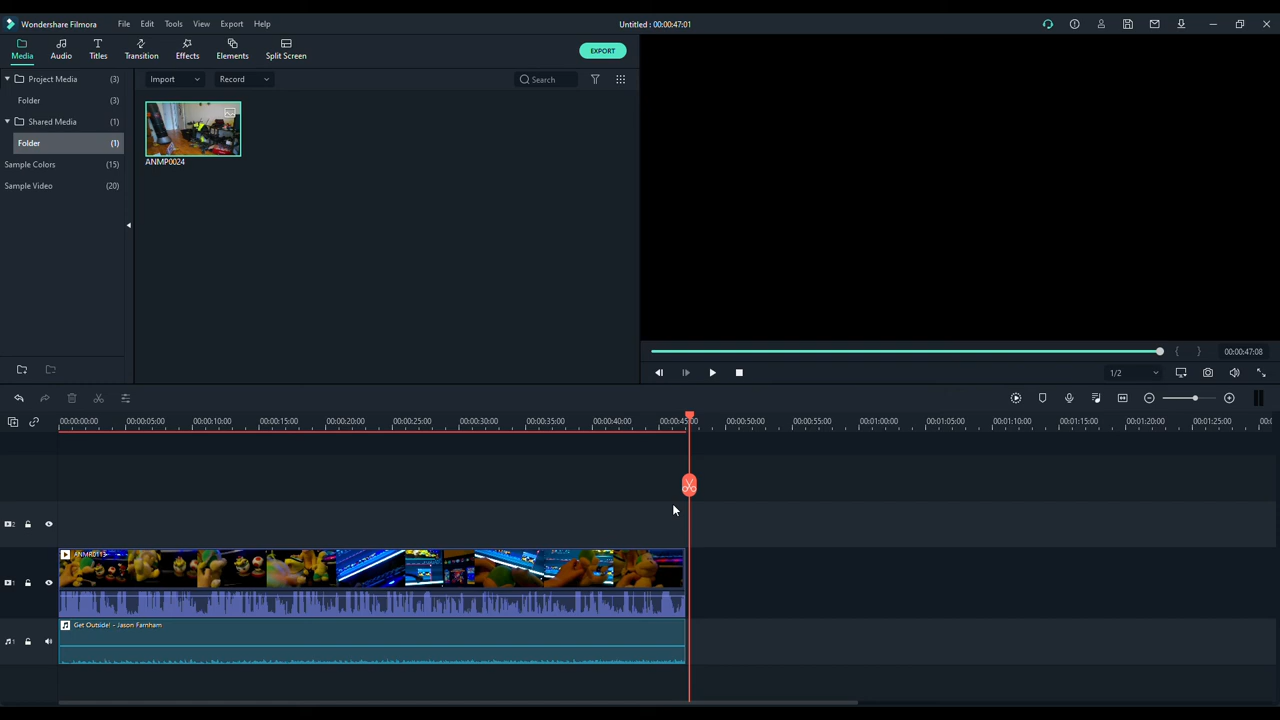 Wondershare Filmora File Edit Tools View Export Help Untitled : 00:00:47:01
Media Audio Titles Transition Effects Elements Split Screen EXPORT
Project Media (3) Import Record Search
Folder (3)
Shared Media (1)
Folder (1)
Sample Colors (15)
Sample Video (20)
ANMP0024
{ } 00:00:47:08
1/2
00:00:00:00 00:00:05:00 00:00:10:00 00:00:15:00 00:00:20:00 00:00:25:00 00:00:30:00 00:00:35:00 00:00:40:00 00:00:45:00 00:00:50:00 00:00:55:00 00:01:00:00 00:01:05:00 00:01:10:00 00:01:15:00 00:01:20:00 00:01:25:00
2
ANMR0113
1
Get Outside! - Jason Farnham
1